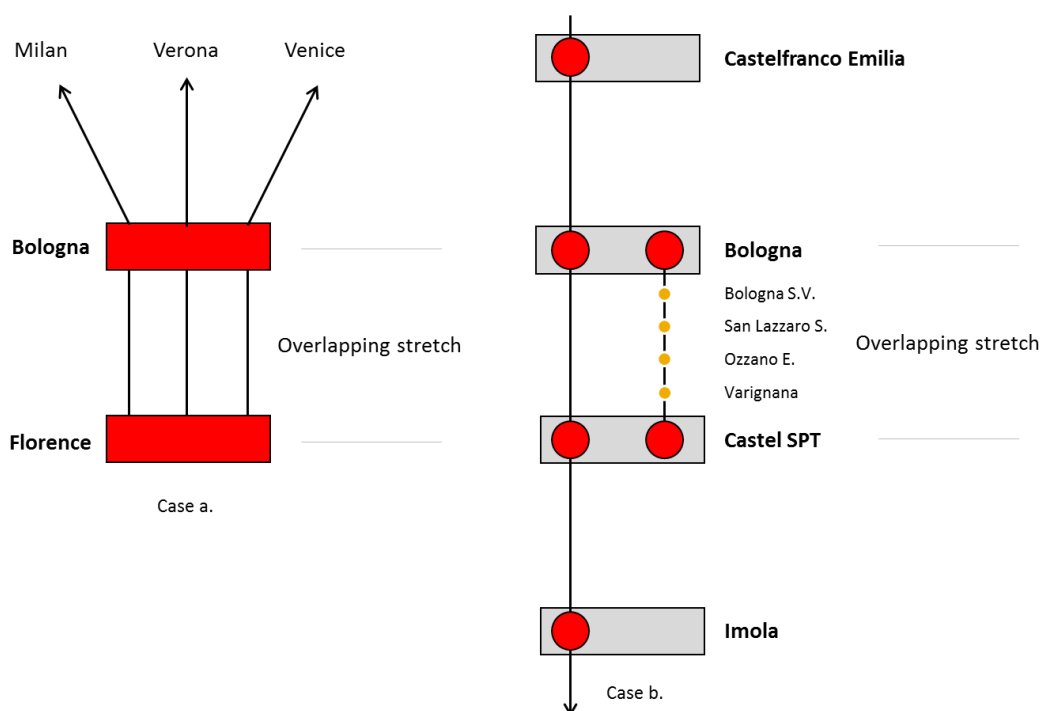 Milan
Verona
Venice
Bologna
Overlapping stretch
Florence
Case a.
Castelfranco Emilia
Bologna
Bologna S.V.
San Lazzaro S.
Ozzano E.
Varignana
Overlapping stretch
Castel SPT
Imola
Case b.